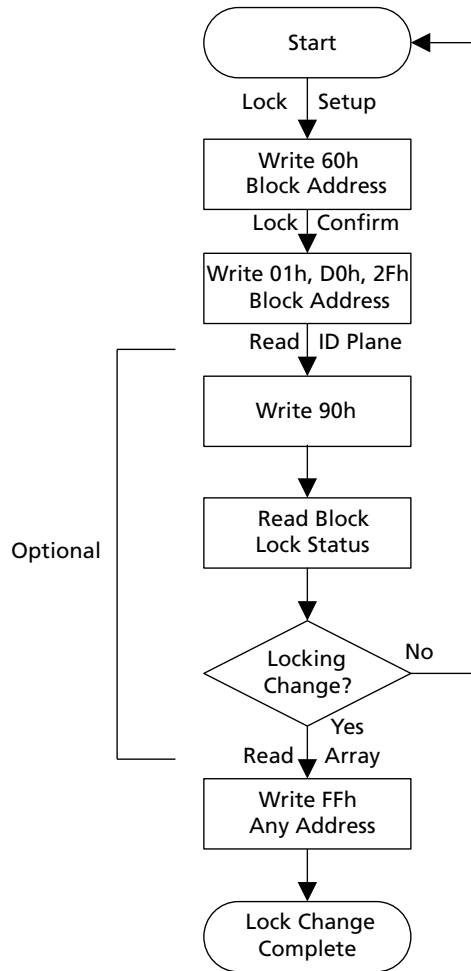 Start
Lock Setup
Write 60h
Block Address
Lock Confirm
Write 01h, D0h, 2Fh
Block Address
Read ID Plane
Write 90h
Read Block
Lock Status
Optional
Locking
Change?
No
Yes
Read Array
Write FFh
Any Address
Lock Change
Complete